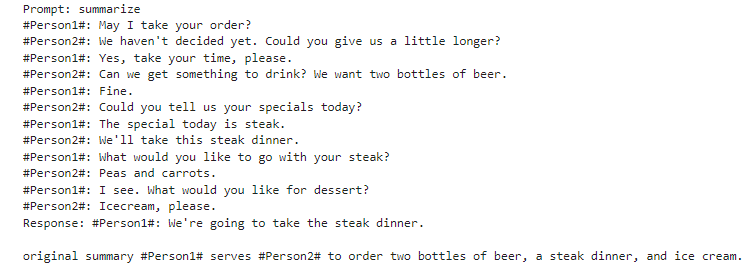 Prompt: summarize
#Person1#: May I take your order?
#Person2#: We haven't decided yet. Could you give us a little longer?
#Person1#: Yes, take your time, please.
#Person2#: Can we get something to drink? We want two bottles of beer.
#Person1#: Fine.
#Person2#: Could you tell us your specials today?
#Person1#: The special today is steak.
#Person2#: We'll take this steak dinner.
#Person1#: What would you like to go with your steak?
#Person2#: Peas and carrots.
#Person1#: I see. What would you like for dessert?
#Person2#: Icecream, please.
Response: #Person1#: We're going to take the steak dinner.
original summary #Person1# serves #Person2# to order two bottles of beer, a steak dinner, and ice cream.